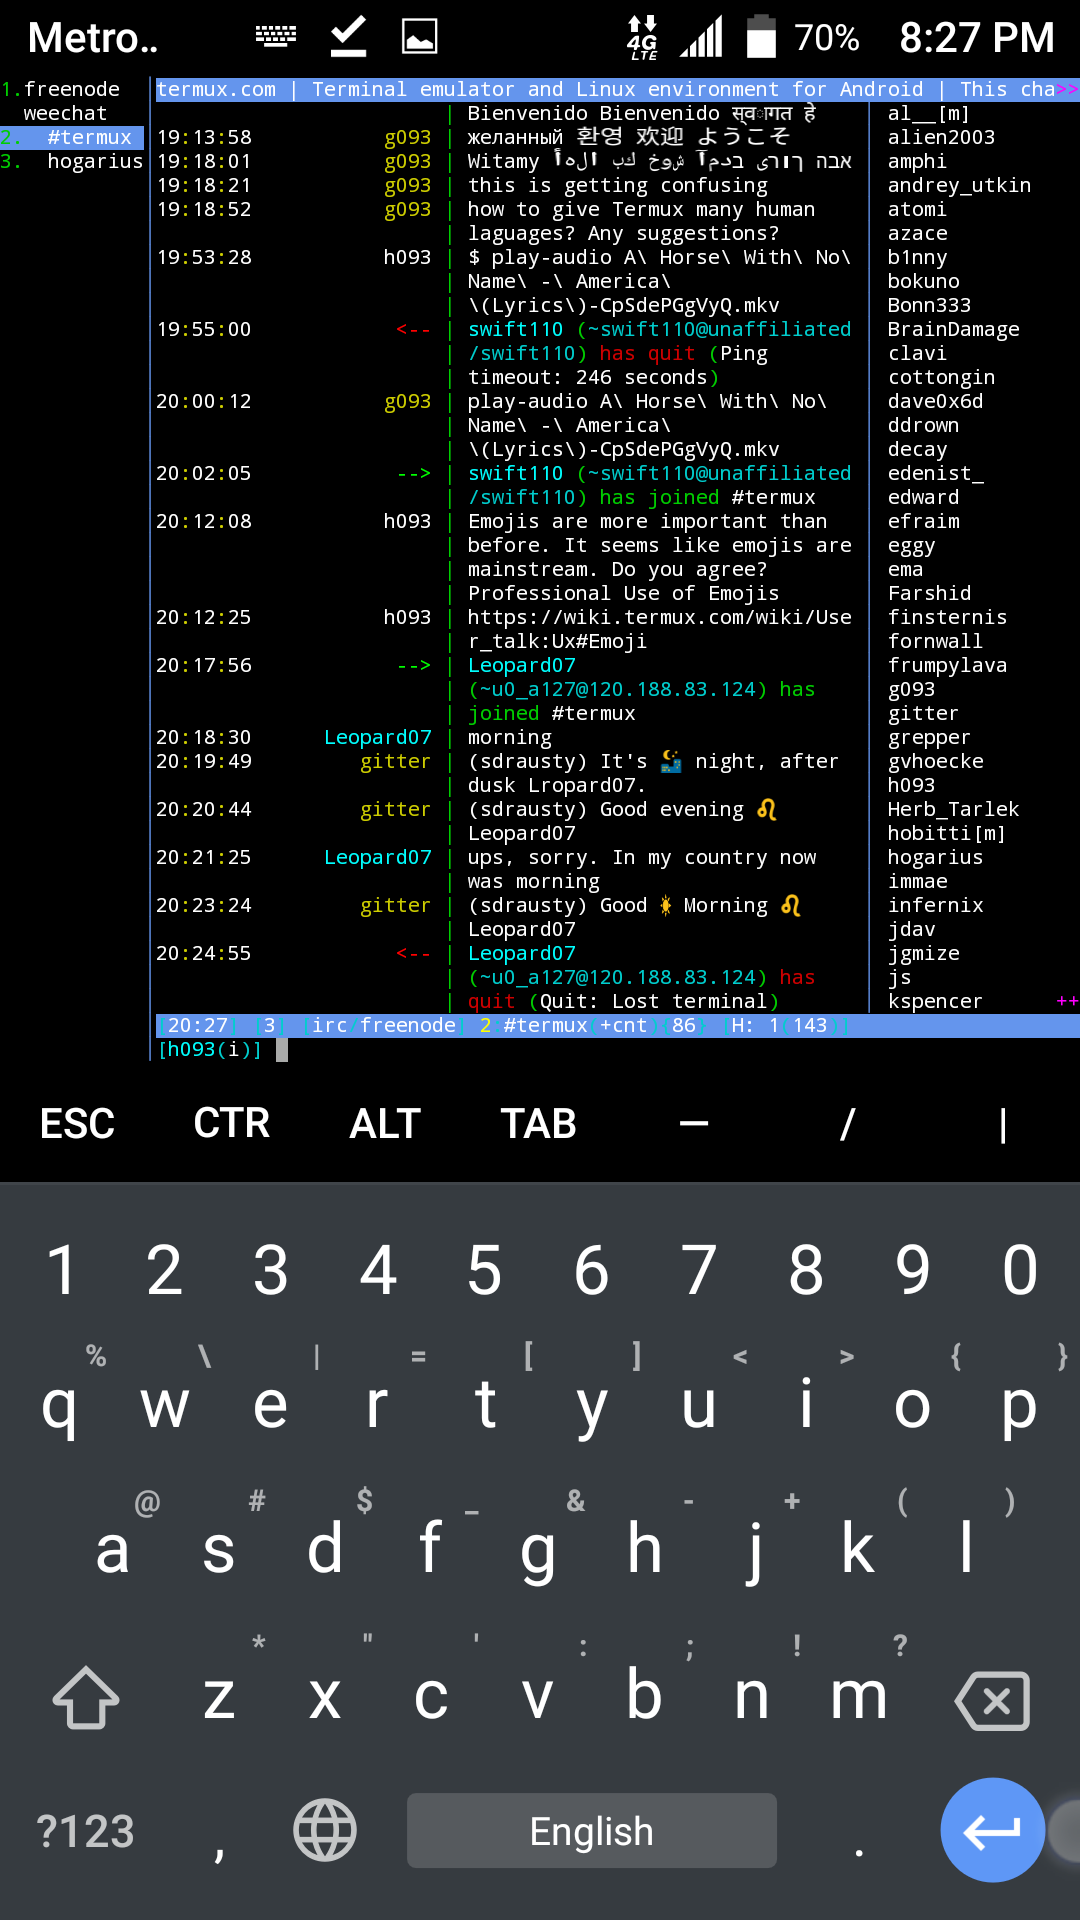 Metro..
4G LTE
70%
8:27 PM
1.freenode
weechat
2. #termux
3. hogarius
termux.com | Terminal emulator and Linux environment for Android | This cha>>
| Bienvenido Bienvenido स्वागत हे
19:13:58 g093 | желанный 환영 欢迎 ようこそ
19:18:01 g093 | Witamy
19:18:21 g093 | this is getting confusing
19:18:52 g093 | how to give Termux many human
| laguages? Any suggestions?
19:53:28 h093 | $ play-audio A\ Horse\ With\ No\
| Name\ -\ America\
| \(Lyrics\)-CpSdePGgVyQ.mkv
19:55:00 <-- | swift110 (~swift110@unaffiliated
| /swift110) has quit (Ping
| timeout: 246 seconds)
20:00:12 g093 | play-audio A\ Horse\ With\ No\
| Name\ -\ America\
| \(Lyrics\)-CpSdePGgVyQ.mkv
20:02:05 --> | swift110 (~swift110@unaffiliated
| /swift110) has joined #termux
20:12:08 h093 | Emojis are more important than
| before. It seems like emojis are
| mainstream. Do you agree?
| Professional Use of Emojis
20:12:25 h093 | https://wiki.termux.com/wiki/Use
| r_talk:Ux#Emoji
20:17:56 --> | Leopard07
| (~u0_a127@120.188.83.124) has
| joined #termux
20:18:30 Leopard07 | morning
20:19:49 gitter | (sdrausty) It's 🌃 night, after
| dusk Lropard07.
20:20:44 gitter | (sdrausty) Good evening ♌
| Leopard07
20:21:25 Leopard07 | ups, sorry. In my country now
| was morning
20:23:24 gitter | (sdrausty) Good ☀ Morning ♌
| Leopard07
20:24:55 <-- | Leopard07
| (~u0_a127@120.188.83.124) has
| quit (Quit: Lost terminal)
al__[m]
alien2003
amphi
andrey_utkin
atomi
azace
b1nny
bokuno
Bonn333
BrainDamage
clavi
cottongin
dave0x6d
ddrown
decay
edenist_
edward
efraim
eggy
ema
Farshid
finsternis
fornwall
frumpylava
g093
gitter
grepper
gvhoecke
h093
Herb_Tarlek
hobitti[m]
hogarius
immae
infernix
jdav
jgmize
js
kspencer ++
[20:27] [3] [irc/freenode] 2:#termux(+cnt){86} [H: 1(143)]
[h093(i)]
ESC CTR ALT TAB — / |
1 2 3 4 5 6 7 8 9 0
% \ | = [ ] < > { }
q w e r t y u i o p
@ # $ _ & - + ( )
a s d f g h j k l
* " ' : ; ! ?
z x c v b n m
?123 , English .